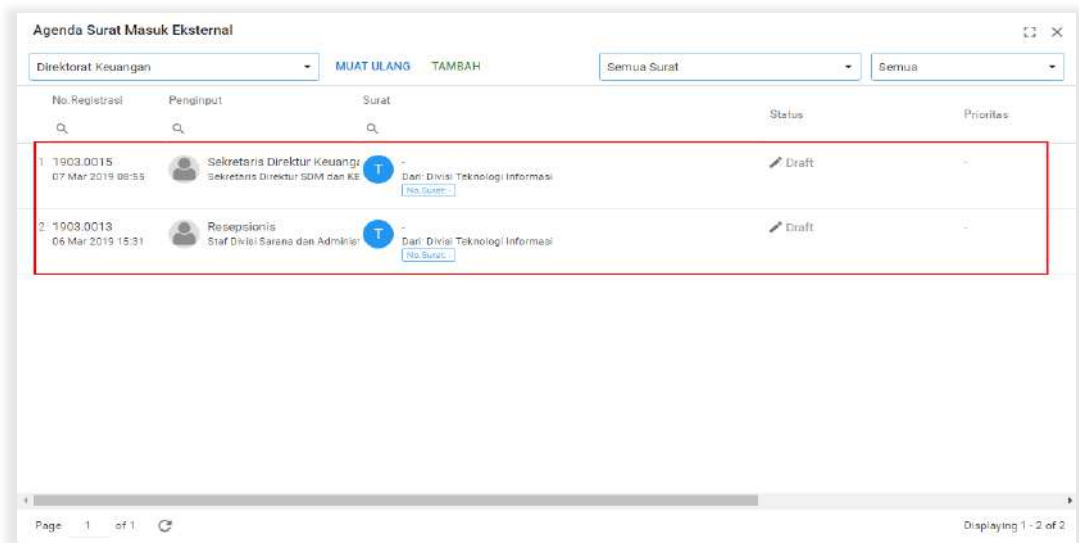 Agenda Surat Masuk Eksternal
Direktorat Keuangan MUAT ULANG TAMBAH Semua Surat Semua
No.Registrasi Penginput Surat Status Prioritas
1 1903.0015 Sekretaris Direktur Keuanga T - Draft -
07 Mar 2019 08:55 Sekretaris Direktur SDM dan KE Dari: Divisi Teknologi Informasi
No.Surat: -
2 1903.0013 Resepsionis T - Draft -
06 Mar 2019 15:31 Staf Divisi Sarana dan Administ Dari: Divisi Teknologi Informasi
No.Surat: -
Page 1 of 1 Displaying 1 - 2 of 2